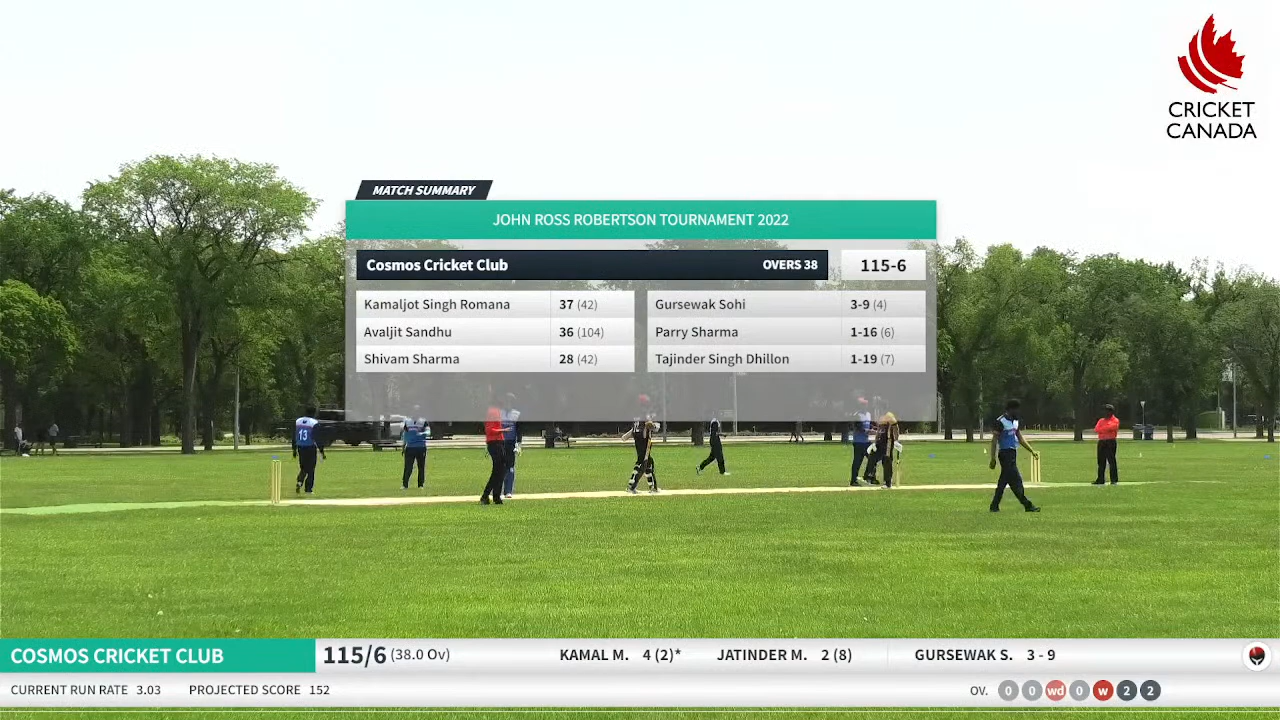 CRICKET
CANADA
MATCH SUMMARY
JOHN ROSS ROBERTSON TOURNAMENT 2022
Cosmos Cricket Club OVERS 38 115-6
Kamaljot Singh Romana 37 (42) Gursewak Sohi 3-9 (4)
Avaljit Sandhu 36 (104) Parry Sharma 1-16 (6)
Shivam Sharma 28 (42) Tajinder Singh Dhillon 1-19 (7)
13
COSMOS CRICKET CLUB 115/6 (38.0 Ov) KAMAL M. 4 (2)* JATINDER M. 2 (8) GURSEWAK S. 3 - 9
CURRENT RUN RATE 3.03 PROJECTED SCORE 152 OV. 0 0 wd 0 w 2 2